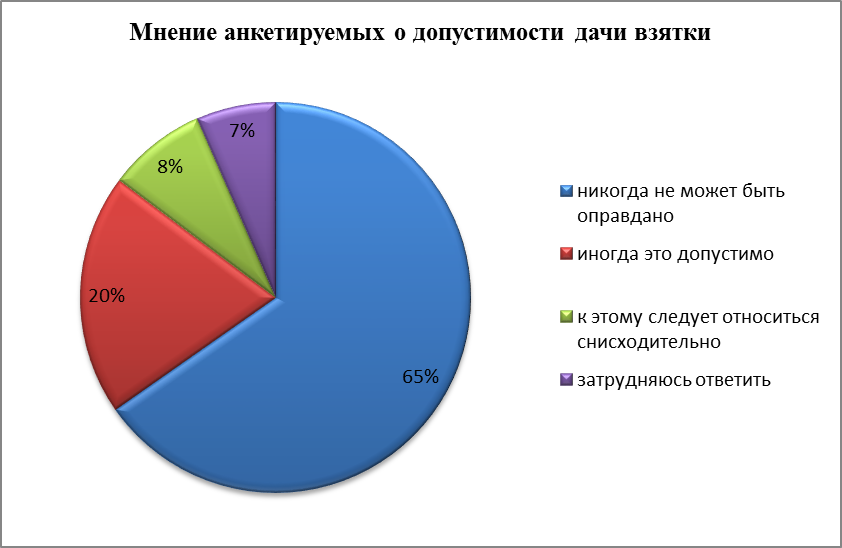 Мнение анкетируемых о допустимости дачи взятки
7%
8%
20%
65%
никогда не может быть
оправдано
иногда это допустимо
к этому следует относиться
снисходительно
затрудняюсь ответить